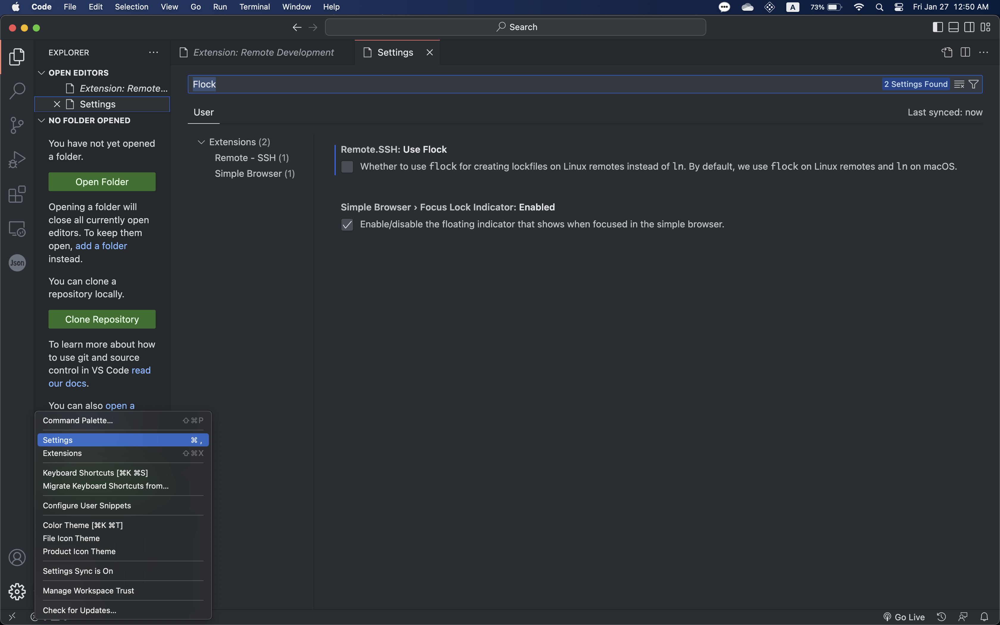 Code File Edit Selection View Go Run Terminal Window Help
A 73% Fri Jan 27 12:50 AM
Search
EXPLORER
Extension: Remote Development
Settings
OPEN EDITORS
Extension: Remote...
Settings
NO FOLDER OPENED
You have not yet opened
a folder.
Open Folder
Opening a folder will
close all currently open
editors. To keep them
open, add a folder
instead.
You can clone a
repository locally.
Clone Repository
To learn more about how
to use git and source
control in VS Code read
our docs.
You can also open a
Json
Flock
2 Settings Found
User
Last synced: now
Extensions (2)
Remote - SSH (1)
Simple Browser (1)
Remote.SSH: Use Flock
Whether to use flock for creating lockfiles on Linux remotes instead of ln. By default, we use flock on Linux remotes and ln on macOS.
Simple Browser › Focus Lock Indicator: Enabled
Enable/disable the floating indicator that shows when focused in the simple browser.
Command Palette... ⇧⌘P
Settings ⌘ ,
Extensions ⇧⌘X
Keyboard Shortcuts [⌘K ⌘S]
Migrate Keyboard Shortcuts from...
Configure User Snippets
Color Theme [⌘K ⌘T]
File Icon Theme
Product Icon Theme
Settings Sync is On
Manage Workspace Trust
Check for Updates...
Go Live